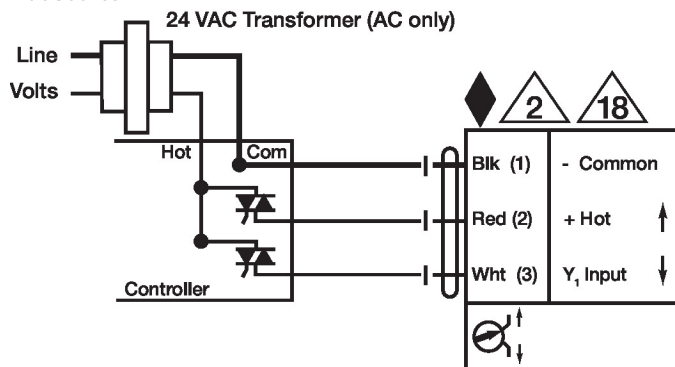 24 VAC Transformer (AC only)
Line
Volts
2
18
Hot
Com
Blk (1)
- Common
Red (2)
+ Hot
Wht (3)
Y₁ Input
Controller